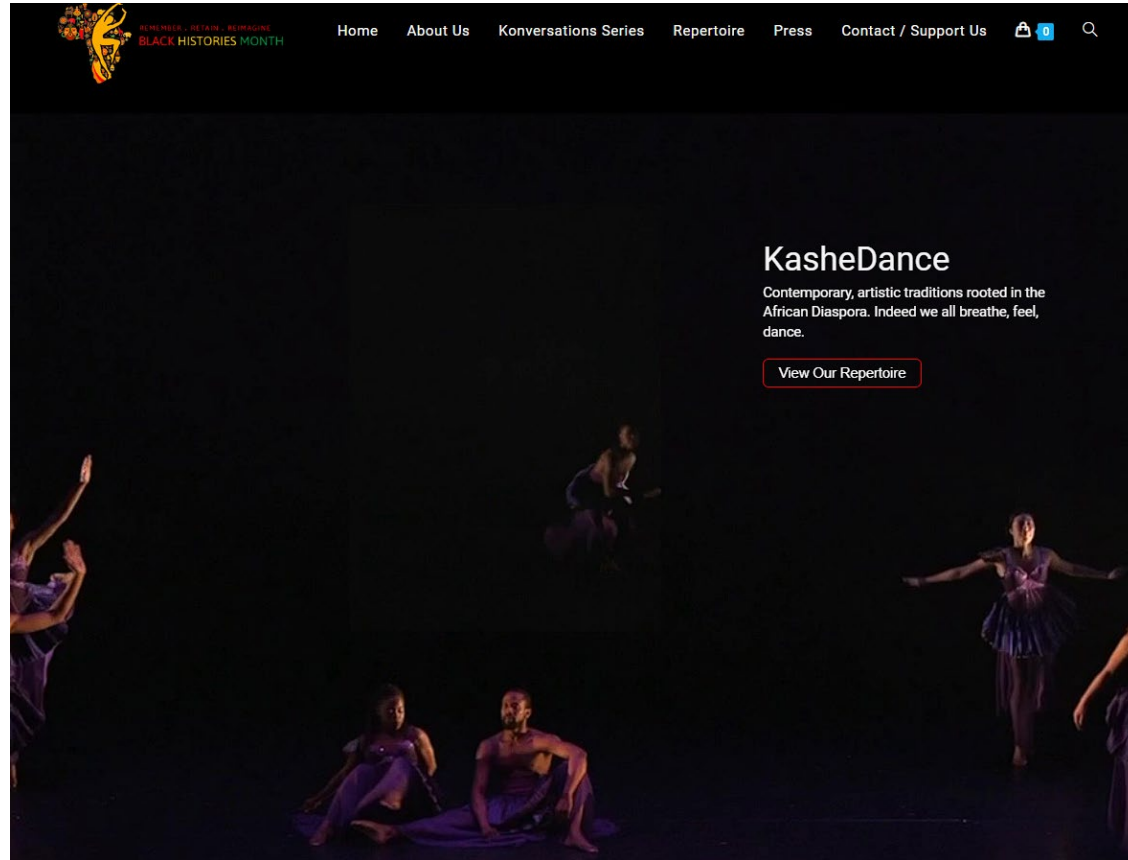 REMEMBER . RETAIN . REIMAGINE
BLACK HISTORIES MONTH
Home About Us Konversations Series Repertoire Press Contact / Support Us 0
KasheDance
Contemporary, artistic traditions rooted in the
African Diaspora. Indeed we all breathe, feel,
dance.
View Our Repertoire